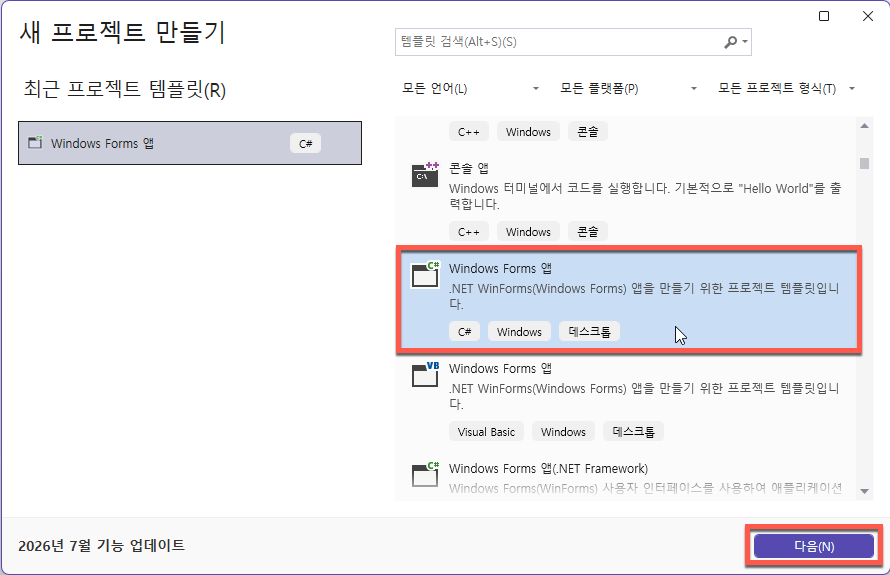 새 프로젝트 만들기
템플릿 검색(Alt+S)(S)
최근 프로젝트 템플릿(R)
모든 언어(L) 모든 플랫폼(P) 모든 프로젝트 형식(T)
Windows Forms 앱 C#
C++ Windows 콘솔
콘솔 앱
Windows 터미널에서 코드를 실행합니다. 기본적으로 "Hello World"를 출
력합니다.
C++ Windows 콘솔
Windows Forms 앱
.NET WinForms(Windows Forms) 앱을 만들기 위한 프로젝트 템플릿입니
다.
C# Windows 데스크톱
Windows Forms 앱
.NET WinForms(Windows Forms) 앱을 만들기 위한 프로젝트 템플릿입니
다.
Visual Basic Windows 데스크톱
Windows Forms 앱(.NET Framework)
Windows Forms(WinForms) 사용자 인터페이스를 사용하여 애플리케이션
2026년 7월 기능 업데이트
다음(N)